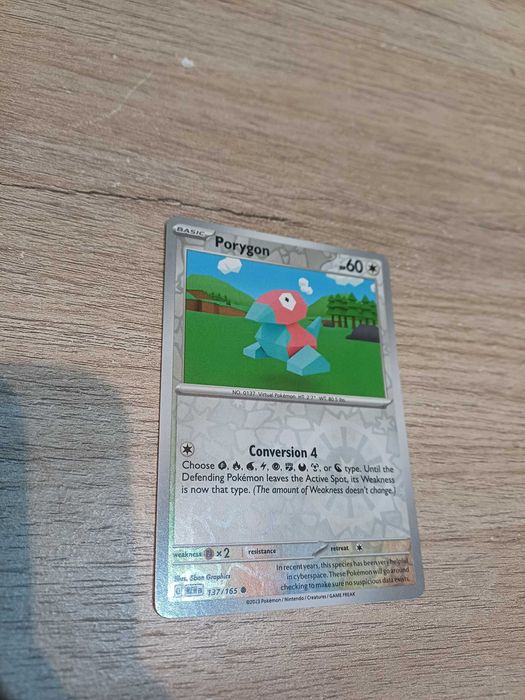 BASIC
Porygon
HP60
NO. 0137 Virtual Pokémon HT: 2'7" WT: 80.5 lbs.
Conversion 4
Choose , , , , , , , , or type. Until the
Defending Pokémon leaves the Active Spot, its Weakness
is now that type. (The amount of Weakness doesn't change.)
weakness ×2 resistance retreat
Illus. 5ban Graphics
In recent years, this species has been very helpful
in cyberspace. These Pokémon will go around
checking to make sure no suspicious data exists.
137/165
©2023 Pokémon / Nintendo / Creatures / GAME FREAK